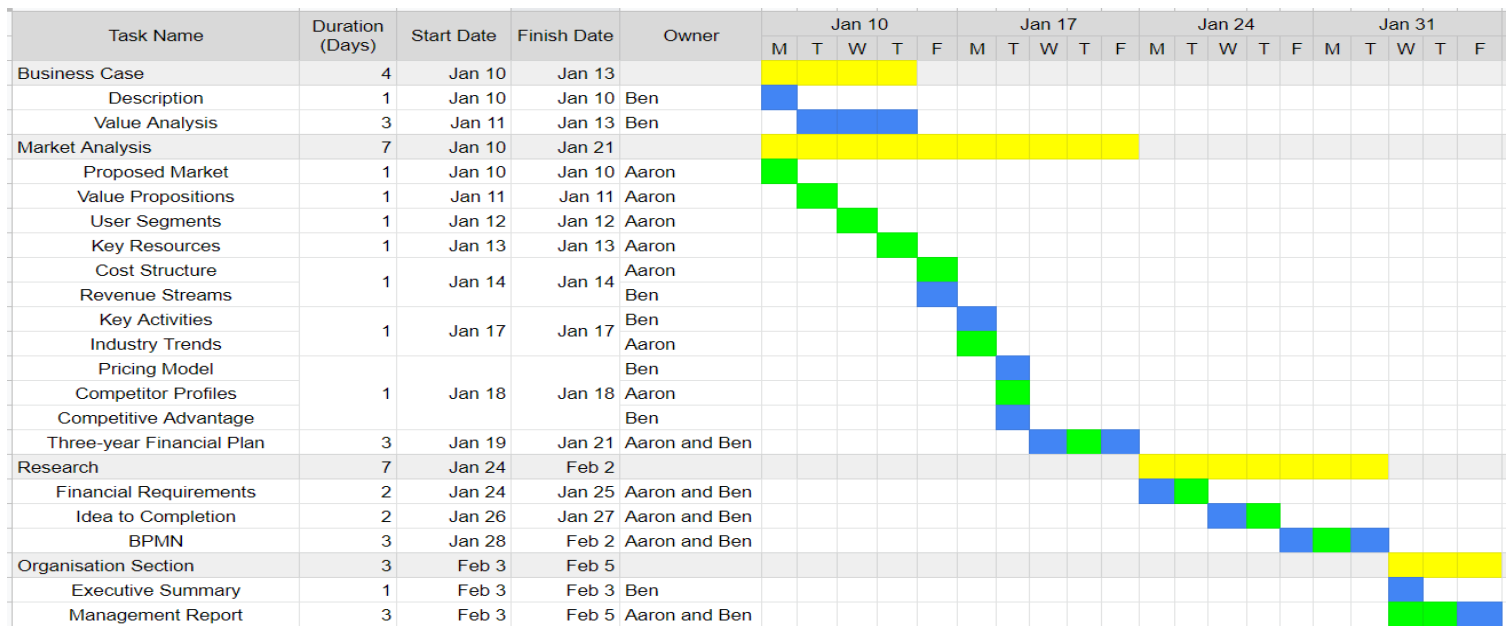 Task Name Duration (Days) Start Date Finish Date Owner Jan 10 Jan 17 Jan 24 Jan 31
M T W T F M T W T F M T W T F M T W T F
Business Case 4 Jan 10 Jan 13
Description 1 Jan 10 Jan 10 Ben
Value Analysis 3 Jan 11 Jan 13 Ben
Market Analysis 7 Jan 10 Jan 21
Proposed Market 1 Jan 10 Jan 10 Aaron
Value Propositions 1 Jan 11 Jan 11 Aaron
User Segments 1 Jan 12 Jan 12 Aaron
Key Resources 1 Jan 13 Jan 13 Aaron
Cost Structure Aaron
1 Jan 14 Jan 14
Revenue Streams Ben
Key Activities Ben
1 Jan 17 Jan 17
Industry Trends Aaron
Pricing Model Ben
Competitor Profiles 1 Jan 18 Jan 18 Aaron
Competitive Advantage Ben
Three-year Financial Plan 3 Jan 19 Jan 21 Aaron and Ben
Research 7 Jan 24 Feb 2
Financial Requirements 2 Jan 24 Jan 25 Aaron and Ben
Idea to Completion 2 Jan 26 Jan 27 Aaron and Ben
BPMN 3 Jan 28 Feb 2 Aaron and Ben
Organisation Section 3 Feb 3 Feb 5
Executive Summary 1 Feb 3 Feb 3 Ben
Management Report 3 Feb 3 Feb 5 Aaron and Ben